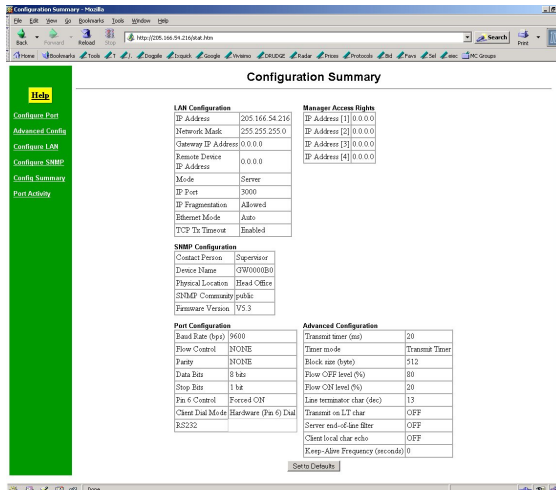 Configuration Summary - Mozilla
File Edit View Go Bookmarks Tools Window Help
Back Forward Reload Stop http://205.166.54.216/stat.htm Search Print
Home Bookmarks Tools Dogpile Ixquick Google Vivisimo DRUDGE Radar Prices Protocols Bid Favs Sel elec MC Groups
Configuration Summary
Help
Configure Port
Advanced Config
Configure LAN
Configure SNMP
Config Summary
Port Activity
LAN Configuration
IP Address 205.166.54.216
Network Mask 255.255.255.0
Gateway IP Address 0.0.0.0
Remote Device
IP Address 0.0.0.0
Mode Server
IP Port 3000
IP Fragmentation Allowed
Ethernet Mode Auto
TCP Tx Timeout Enabled
Manager Access Rights
IP Address [1] 0.0.0.0
IP Address [2] 0.0.0.0
IP Address [3] 0.0.0.0
IP Address [4] 0.0.0.0
SNMP Configuration
Contact Person Supervisor
Device Name GW0000B0
Physical Location Head Office
SNMP Community public
Firmware Version V5.3
Port Configuration
Baud Rate (bps) 9600
Flow Control NONE
Parity NONE
Data Bits 8 bits
Stop Bits 1 bit
Pin 6 Control Forced ON
Client Dial Mode Hardware (Pin 6) Dial
RS232
Advanced Configuration
Transmit timer (ms) 20
Timer mode Transmit Timer
Block size (byte) 512
Flow OFF level (%) 80
Flow ON level (%) 20
Line terminator char (dec) 13
Transmit on LT char OFF
Server end-of-line filter OFF
Client local char echo OFF
Keep-Alive Frequency (seconds) 0
Set to Defaults
Done